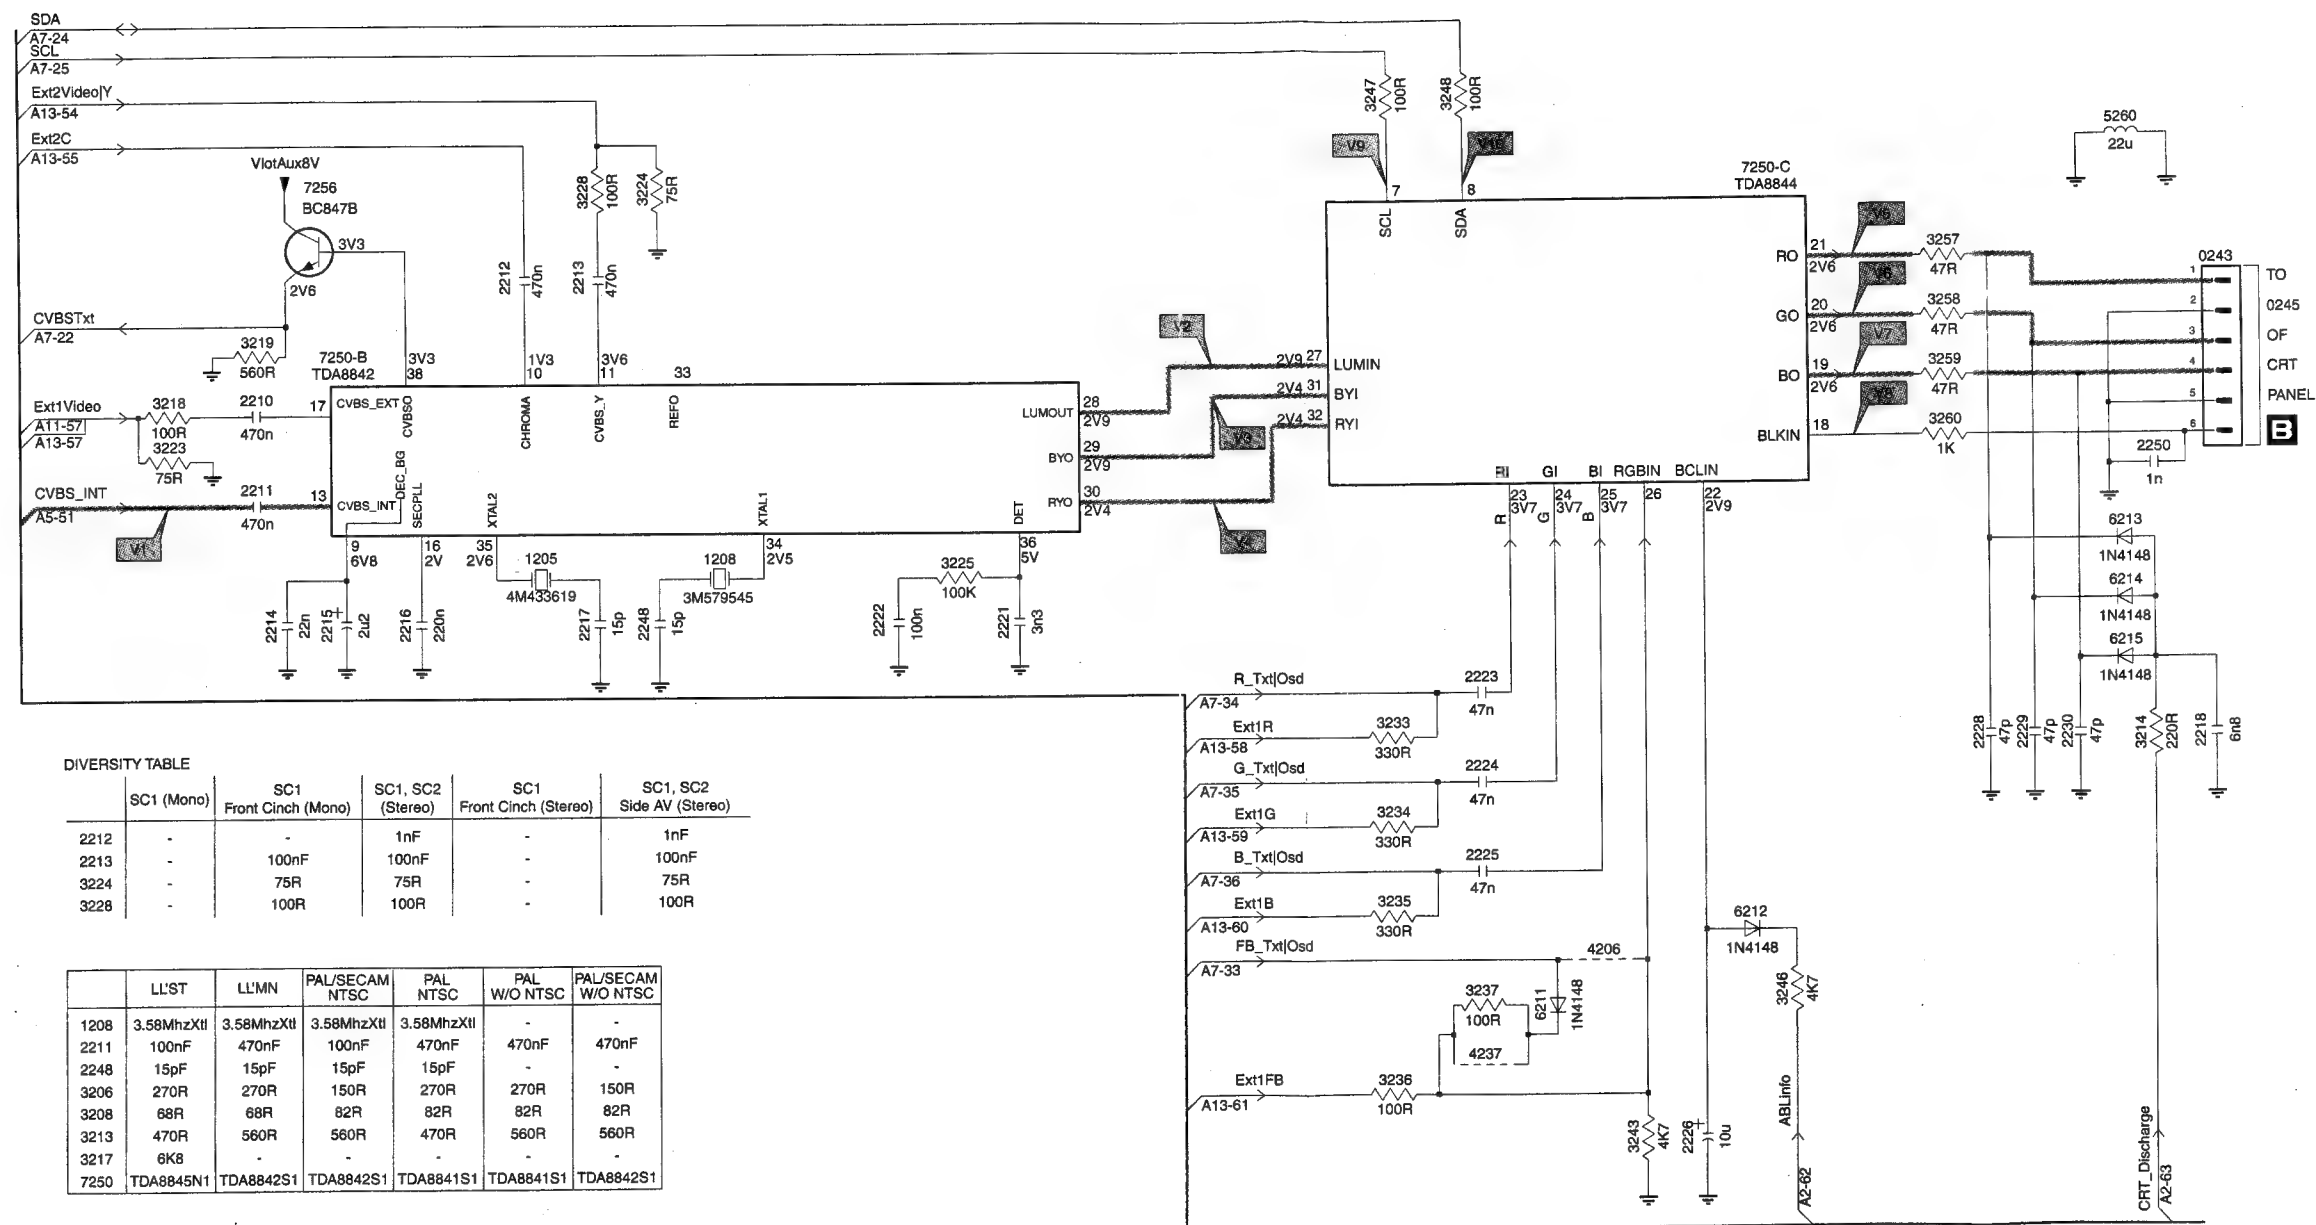 SDA
A7-24
SCL
A7-25
Ext2Video|Y
A13-54
Ext2C
A13-55
VlotAux8V
7256
BC847B
3V3
2V6
CVBSTxt
A7-22
3219
560R
3228
100R
3224
75R
2212
470n
2213
470n
7250-B
TDA8842
3V3
38
1V3
10
3V6
11
33
Ext1Video
A11-57
A13-57
3218
100R
3223
75R
2210
470n
17
CVBS_EXT
CVBSO
CHROMA
CVBS_Y
REFO
CVBS_INT
A5-51
V1
2211
470n
13
CVBS_INT
DEC_BG
SECPLL
XTAL2
XTAL1
DET
LUMOUT
28
2V9
BYO
29
2V9
RYO
30
2V4
9
6V8
16
2V
35
2V6
1205
4M433619
1208
3M579545
34
2V5
3225
100K
36
5V
2214
22n
2215
2u2
2216
220n
2217
15p
2248
15p
2222
100n
2221
3n3
V2
V3
V4
3247
100R
3248
100R
V9
V10
7
8
7250-C
TDA8844
SCL
SDA
2V9
27
LUMIN
2V4
31
BYI
2V4
32
RYI
RO
21
2V6
GO
20
2V6
BO
19
2V6
BLKIN
18
V5
V6
V7
V8
3257
47R
3258
47R
3259
47R
3260
1K
5260
22u
0243
1
2
3
4
5
6
TO
0245
OF
CRT
PANEL
B
2250
1n
RI
GI
BI
RGBIN
BCLIN
23
3V7
24
3V7
25
3V7
26
22
2V9
R
G
B
6213
1N4148
6214
1N4148
6215
1N4148
2228
47p
2229
47p
2230
47p
3214
220R
2218
6n8
R_Txt|Osd
A7-34
2223
47n
Ext1R
A13-58
3233
330R
G_Txt|Osd
A7-35
2224
47n
Ext1G
A13-59
3234
330R
B_Txt|Osd
A7-36
2225
47n
Ext1B
A13-60
3235
330R
FB_Txt|Osd
A7-33
4206
3237
100R
4237
6211
1N4148
Ext1FB
A13-61
3236
100R
3243
4K7
2226
10u
6212
1N4148
3246
4K7
ABLinfo
A2-62
CRT_Discharge
A2-63
DIVERSITY TABLE
SC1 (Mono) SC1 Front Cinch (Mono) SC1, SC2 (Stereo) SC1 Front Cinch (Stereo) SC1, SC2 Side AV (Stereo)
2212 - - 1nF - 1nF
2213 - 100nF 100nF - 100nF
3224 - 75R 75R - 75R
3228 - 100R 100R - 100R
LL'ST LL'MN PAL/SECAM NTSC PAL NTSC PAL W/O NTSC PAL/SECAM W/O NTSC
1208 3.58MhzXtl 3.58MhzXtl 3.58MhzXtl 3.58MhzXtl - -
2211 100nF 470nF 100nF 470nF 470nF 470nF
2248 15pF 15pF 15pF 15pF - -
3206 270R 270R 150R 270R 270R 150R
3208 68R 68R 82R 82R 82R 82R
3213 470R 560R 560R 470R 560R 560R
3217 6K8 - - - - -
7250 TDA8845N1 TDA8842S1 TDA8842S1 TDA8841S1 TDA8841S1 TDA8842S1